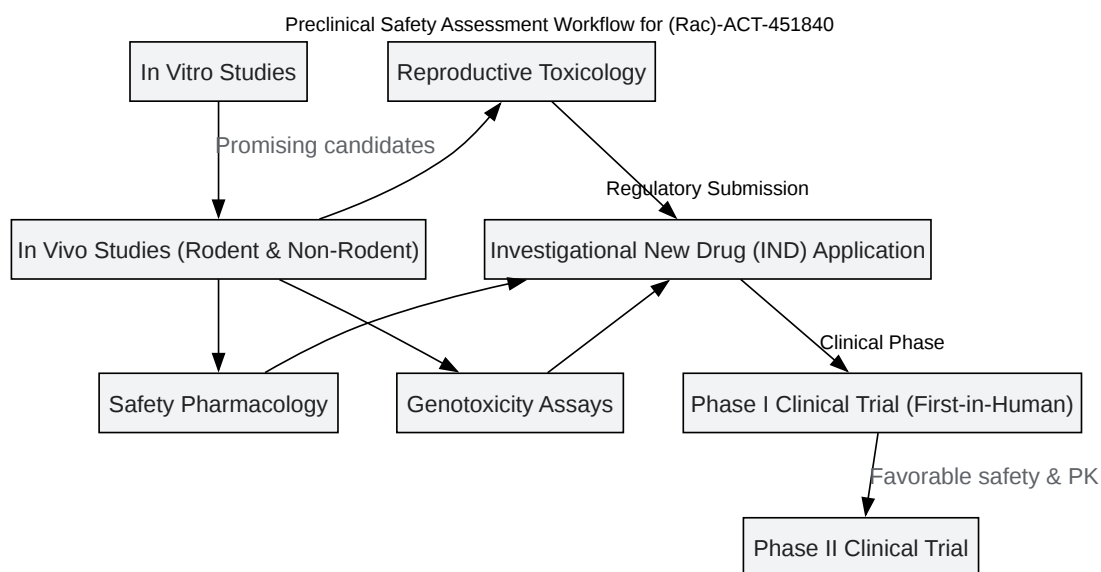 Preclinical Safety Assessment Workflow for (Rac)-ACT-451840
In Vitro Studies
Reproductive Toxicology
Promising candidates
Regulatory Submission
In Vivo Studies (Rodent & Non-Rodent)
Investigational New Drug (IND) Application
Clinical Phase
Safety Pharmacology
Genotoxicity Assays
Phase I Clinical Trial (First-in-Human)
Favorable safety & PK
Phase II Clinical Trial